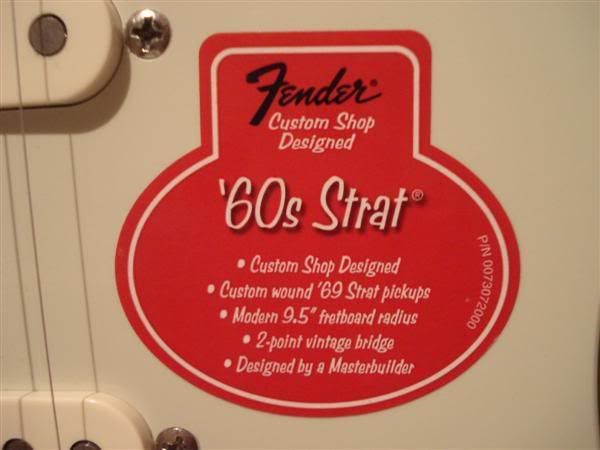 Fender®
Custom Shop
Designed
'60s Strat®
• Custom Shop Designed
• Custom wound '69 Strat pickups
• Modern 9.5" fretboard radius
• 2-point vintage bridge
• Designed by a Masterbuilder
P/N 0073072000